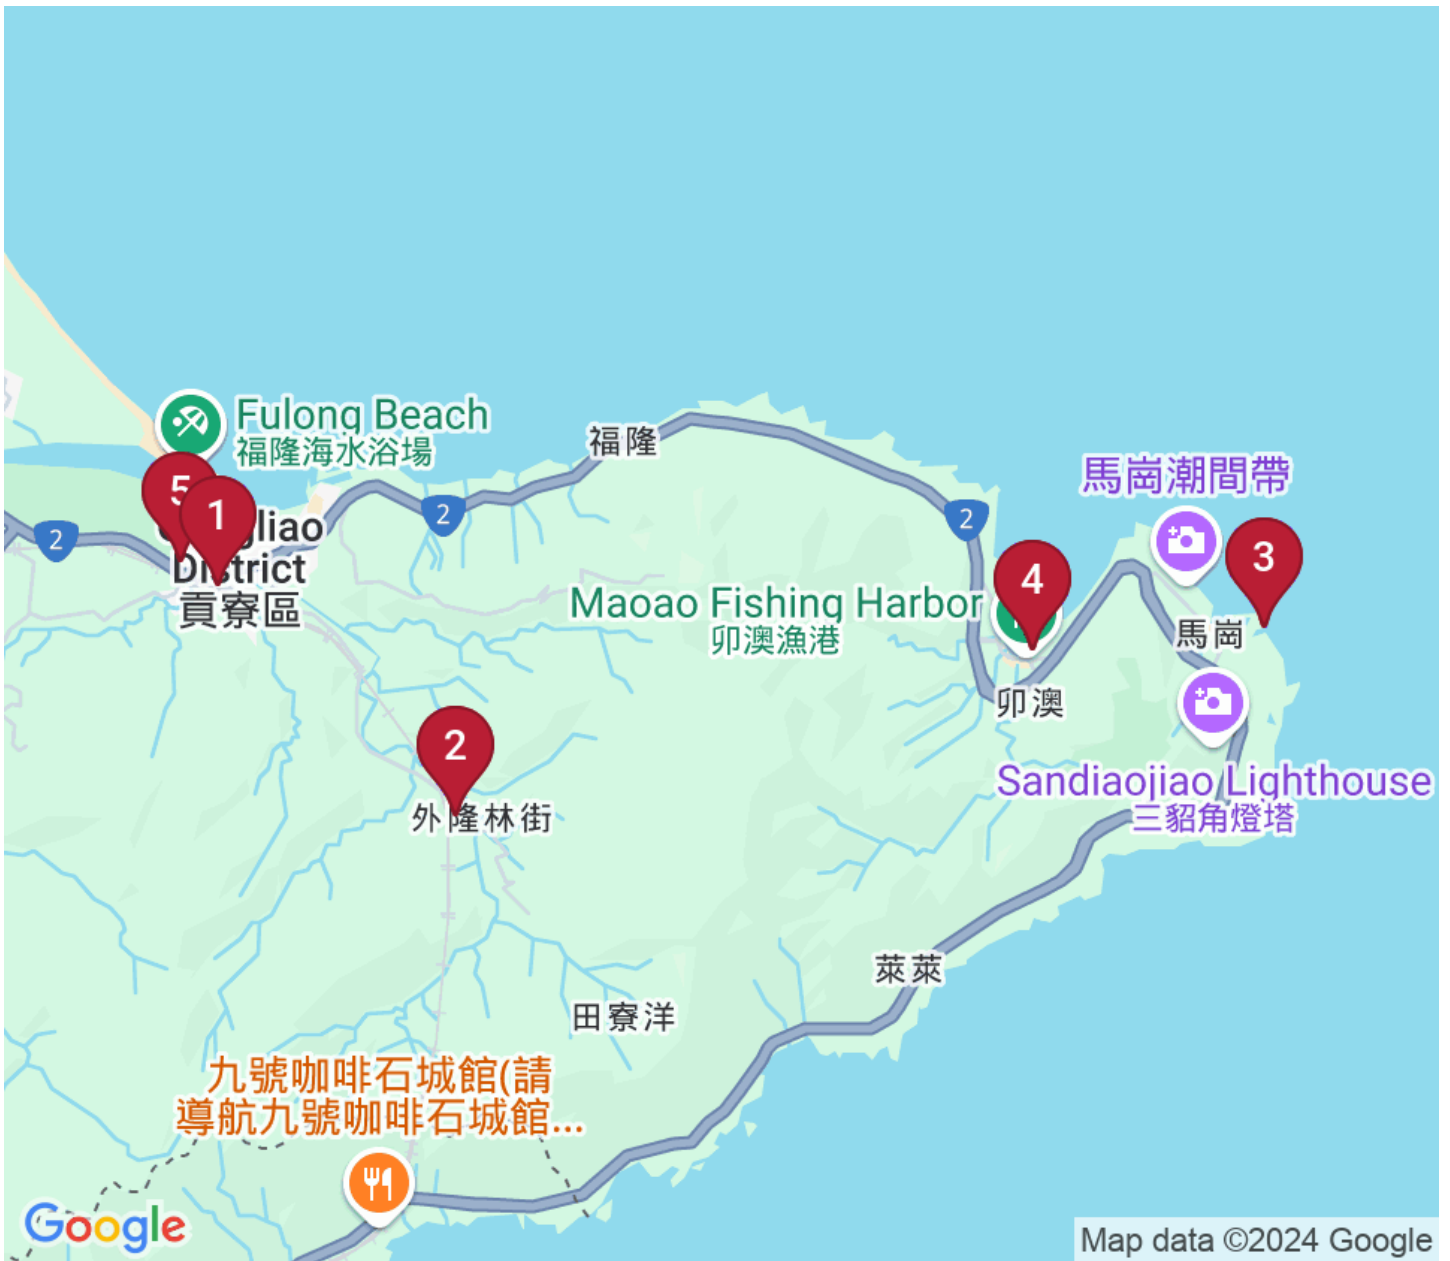 Fulong Beach
福隆海水浴場
福隆
2
2
2
5
1
District
貢寮區
馬崗潮間帶
3
4
Maoao Fishing Harbor
卯澳漁港
馬崗
卯澳
2
外隆林街
Sandiaojiao Lighthouse
三貂角燈塔
萊萊
田寮洋
九號咖啡石城館(請
導航九號咖啡石城館...
Google
Map data ©2024 Google